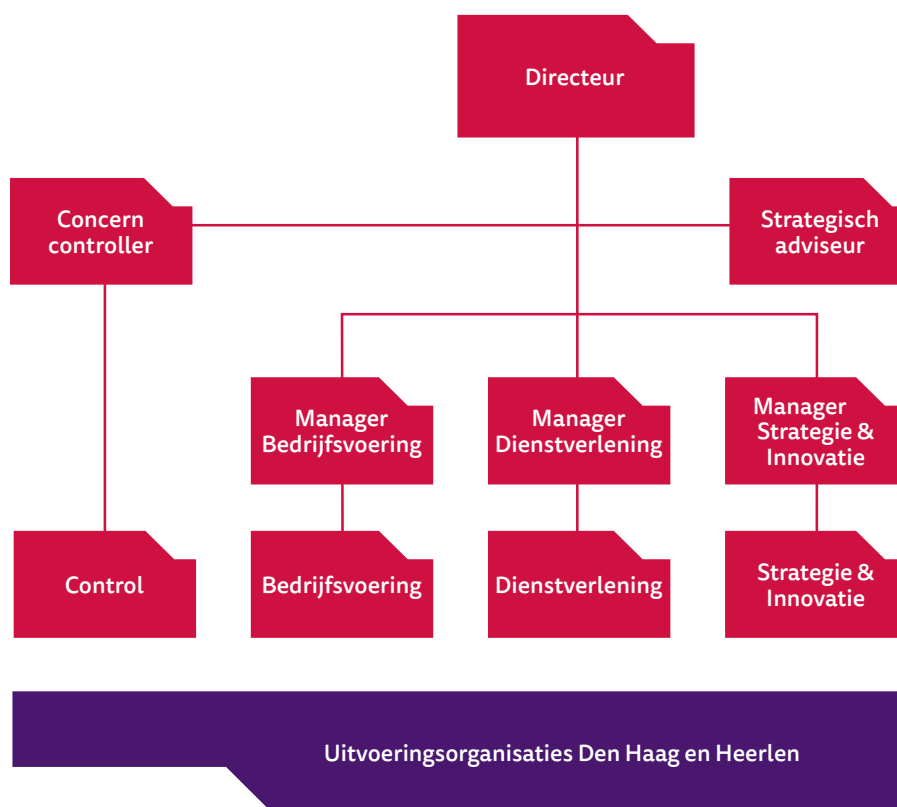 Directeur
Concern
controller
Strategisch
adviseur
Manager
Bedrijfsvoering
Manager
Dienstverlening
Manager
Strategie &
Innovatie
Control
Bedrijfsvoering
Dienstverlening
Strategie &
Innovatie
Uitvoeringsorganisaties Den Haag en Heerlen